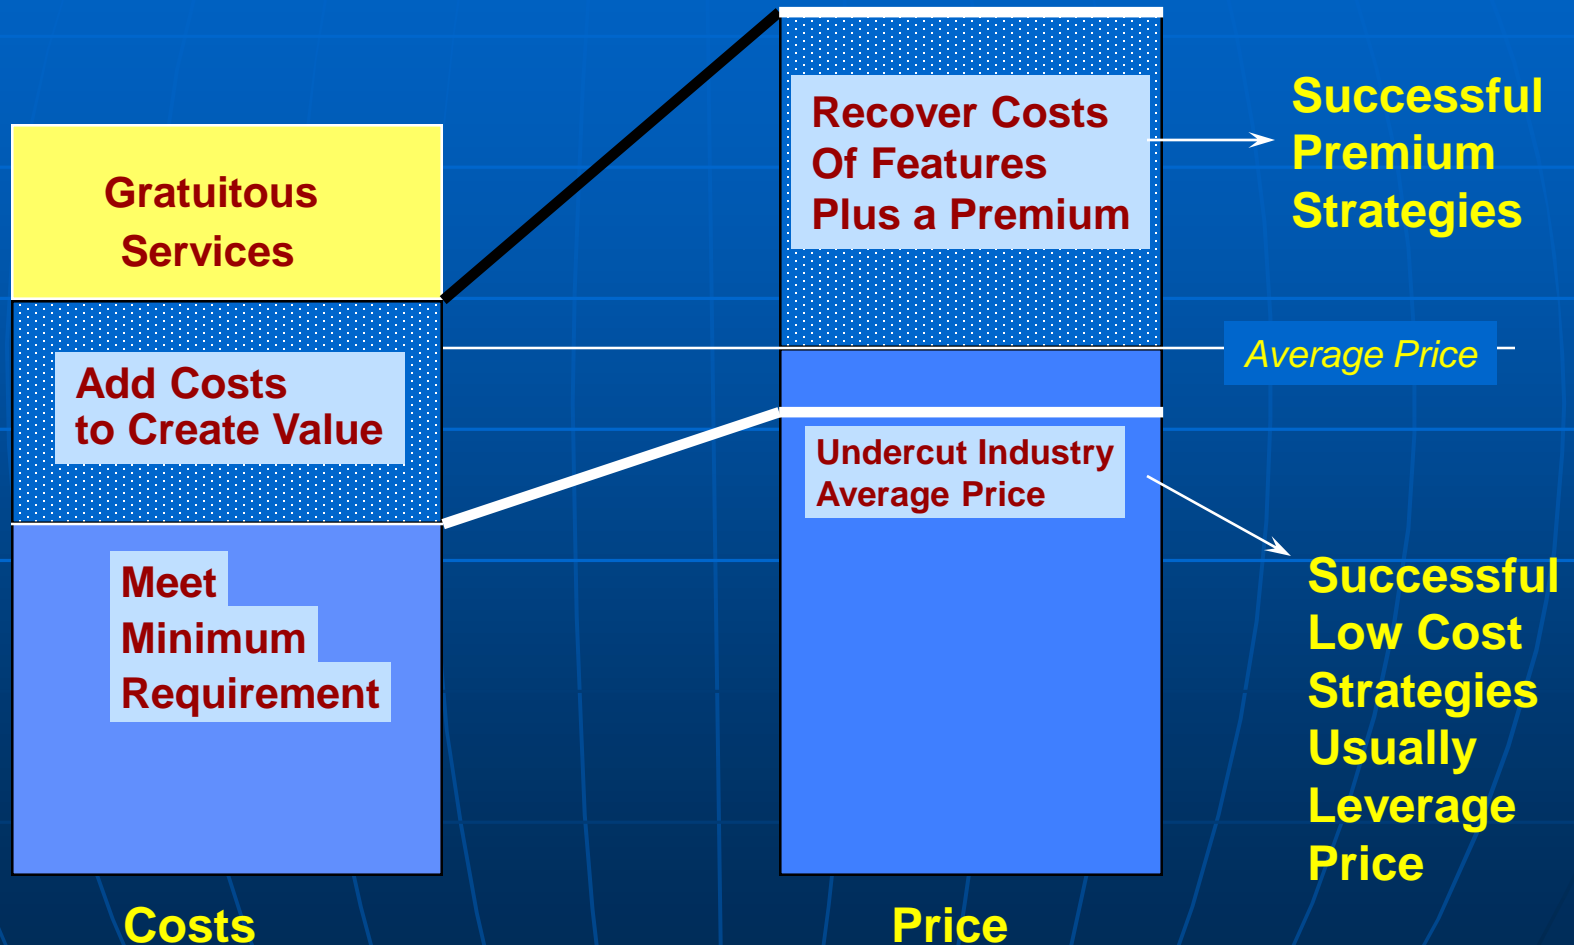 Gratuitous
Services
Add Costs
to Create Value
Meet
Minimum
Requirement
Costs
Recover Costs
Of Features
Plus a Premium
Undercut Industry
Average Price
Price
Successful
Premium
Strategies
Average Price
Successful
Low Cost
Strategies
Usually
Leverage
Price